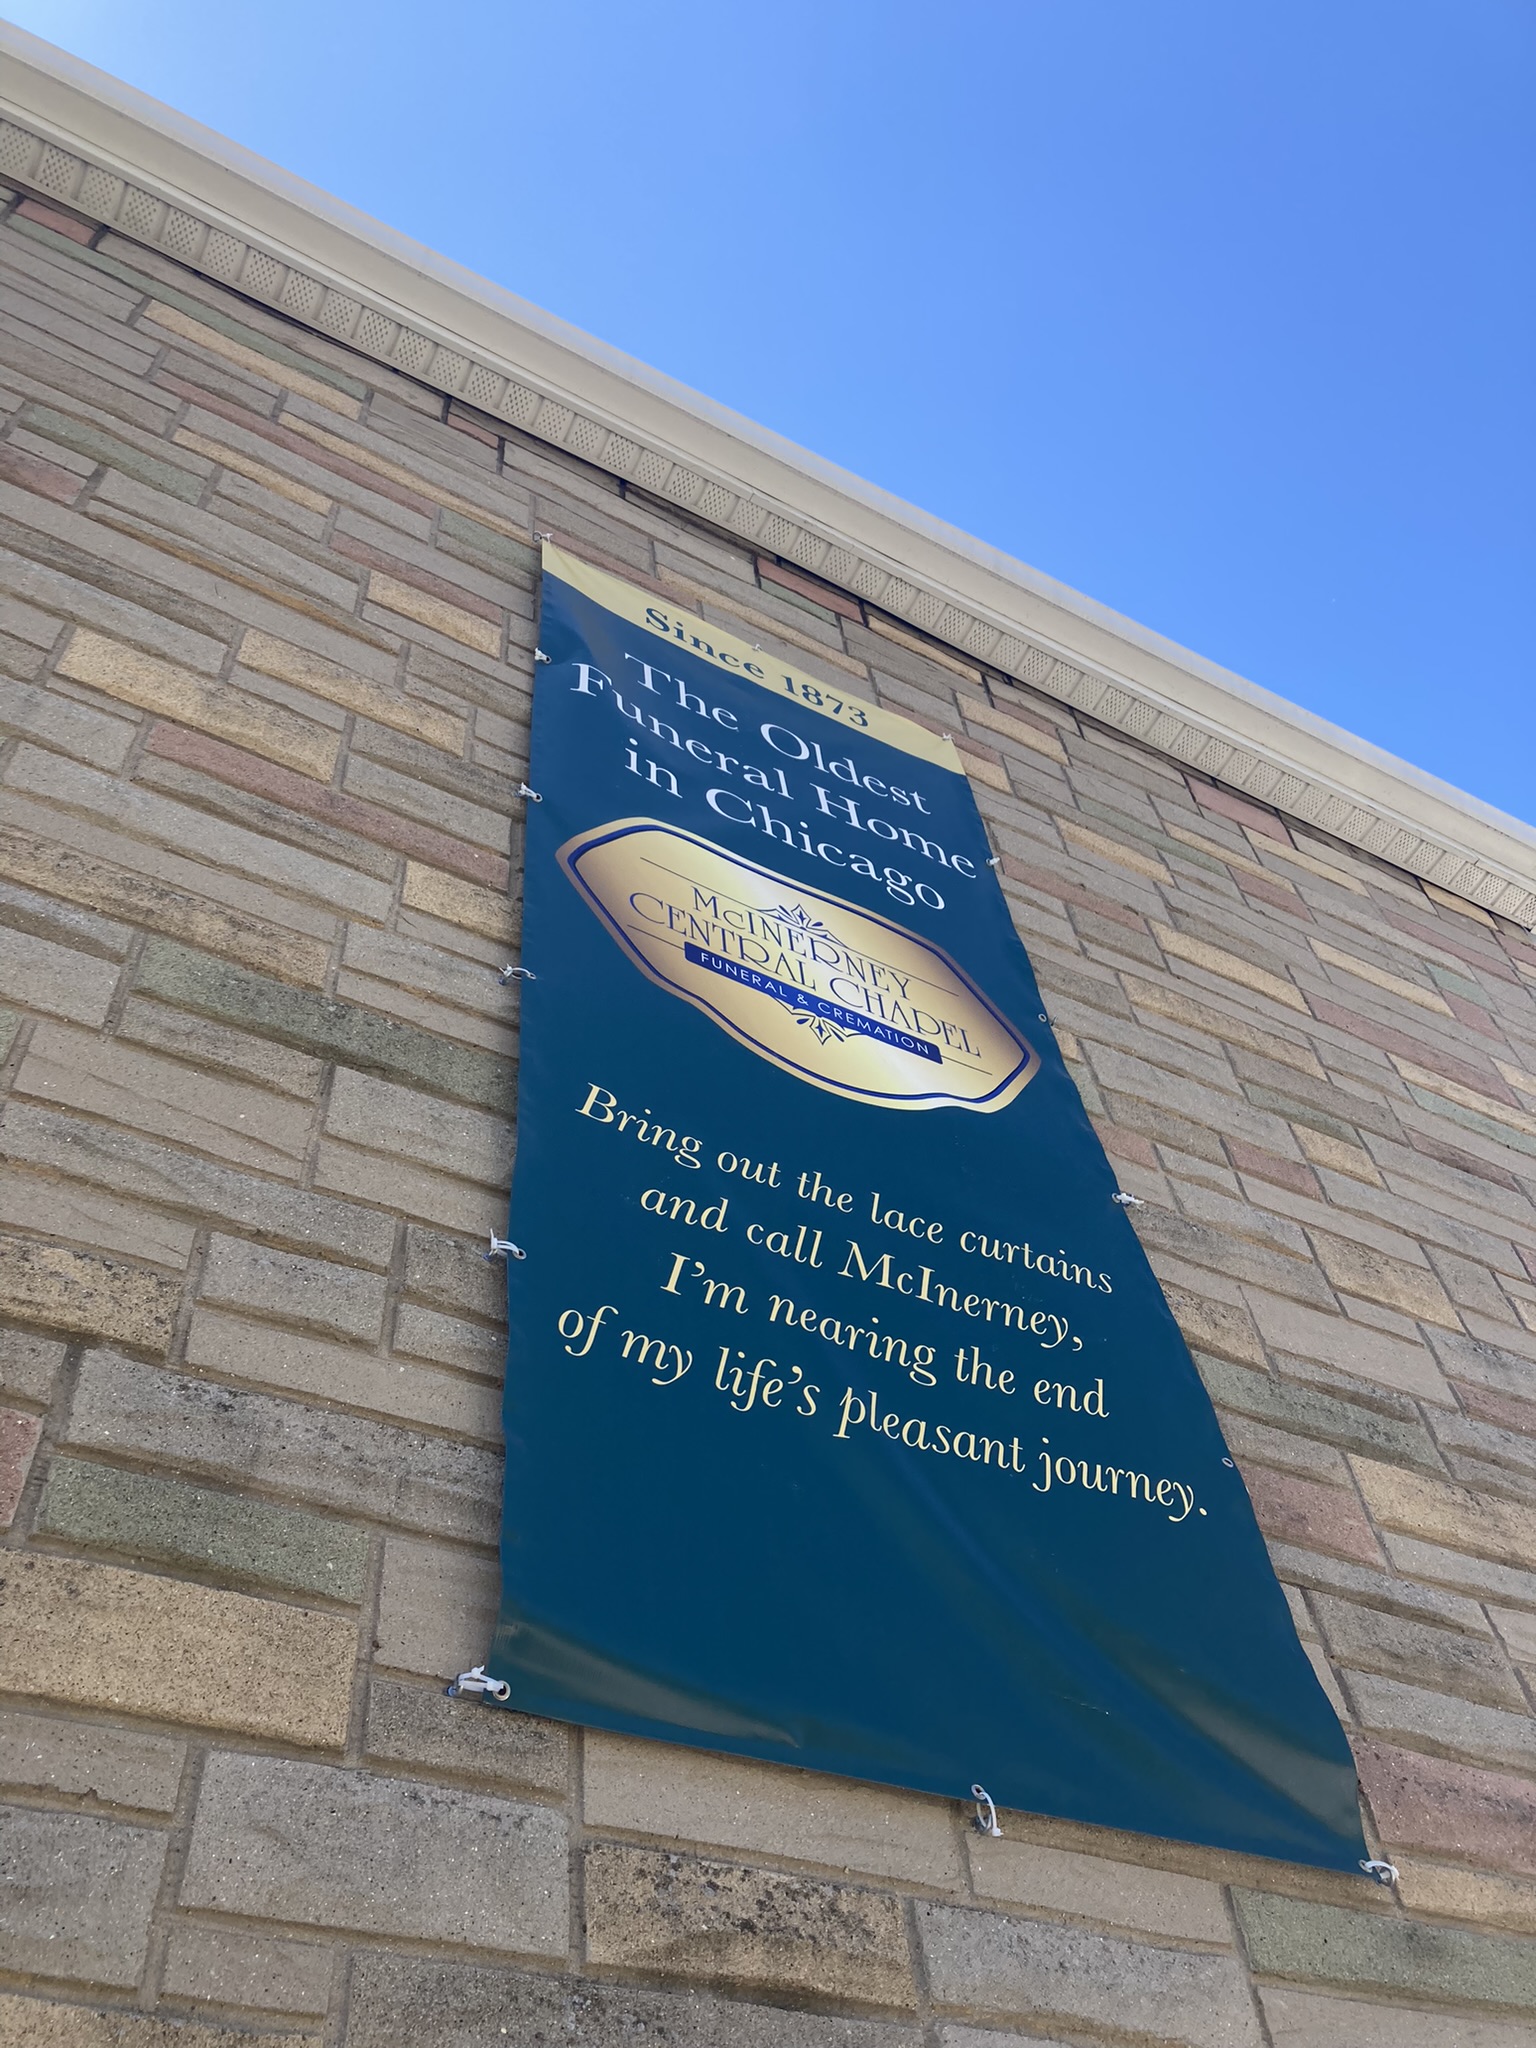 Since 1873
The Oldest
Funeral Home
in Chicago
McINERNEY
CENTRAL CHAPEL
FUNERAL & CREMATION
Bring out the lace curtains
and call McInerney,
I'm nearing the end
of my life's pleasant journey.